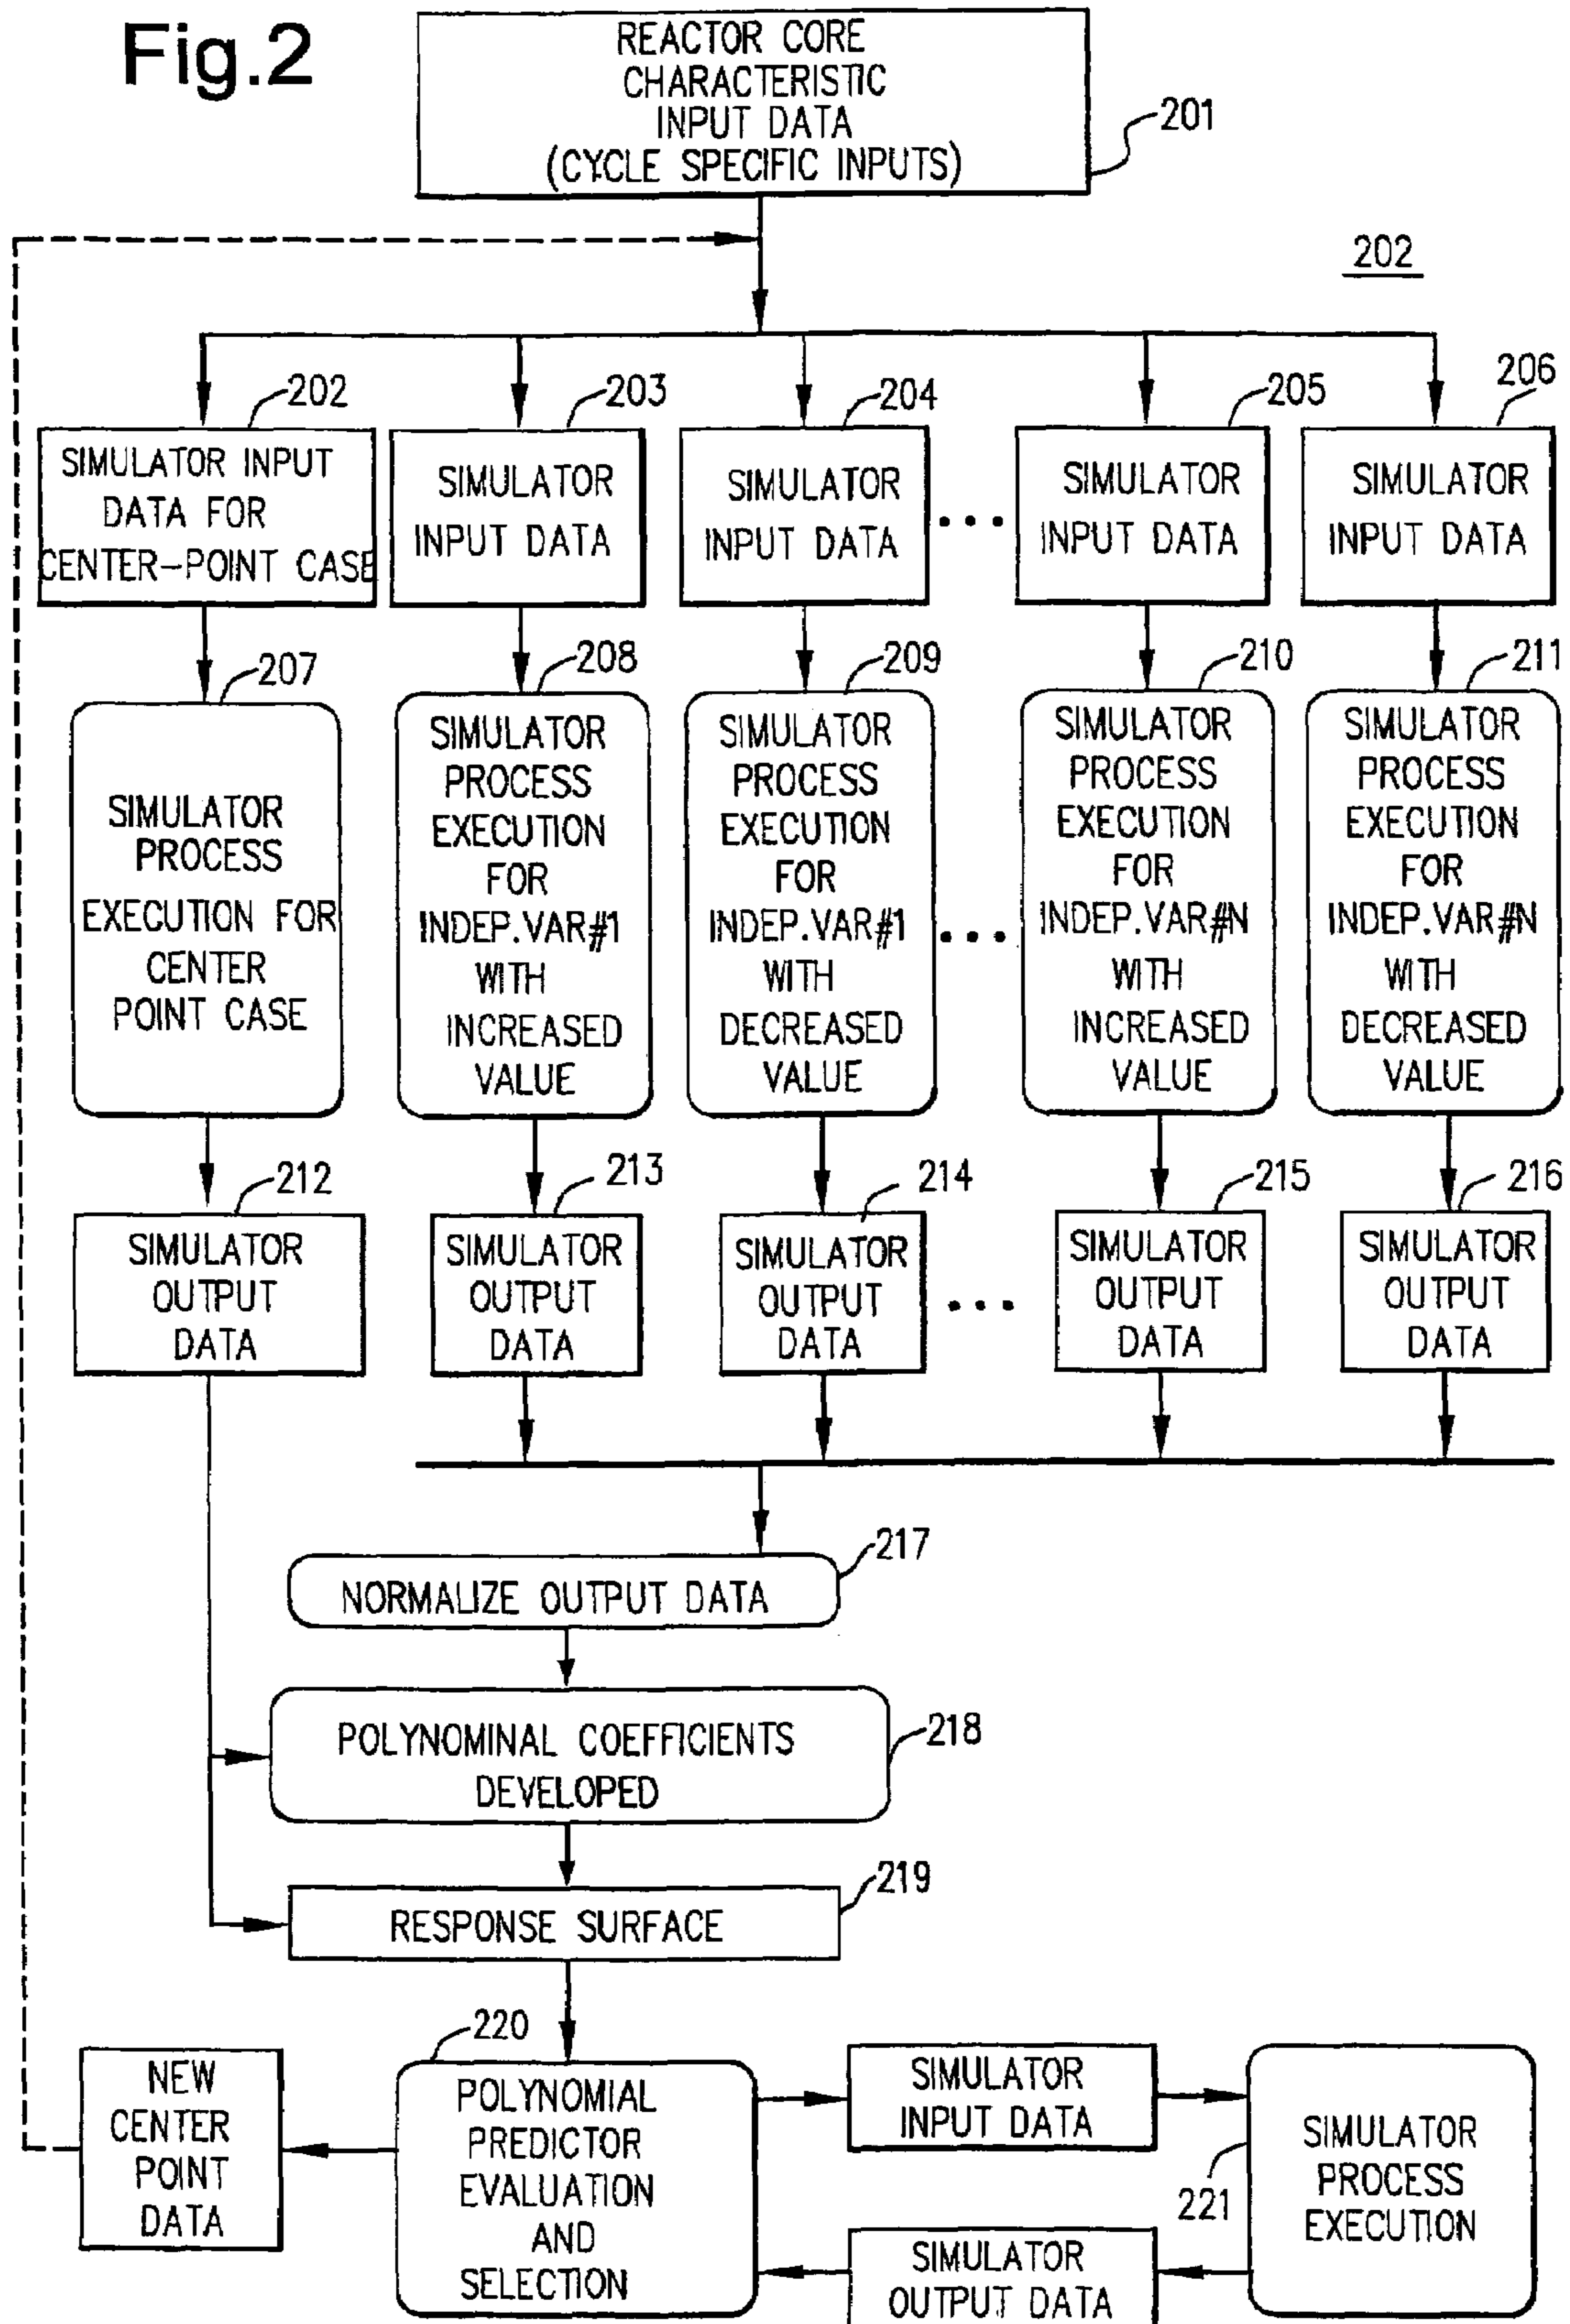 Fig.2
REACTOR CORE
CHARACTERISTIC
INPUT DATA
(CYCLE SPECIFIC INPUTS)
201
202
202
203
204
205
206
SIMULATOR INPUT
DATA FOR
CENTER-POINT CASE
SIMULATOR
INPUT DATA
SIMULATOR
INPUT DATA
...
SIMULATOR
INPUT DATA
SIMULATOR
INPUT DATA
207
208
209
210
211
SIMULATOR
PROCESS
EXECUTION FOR
CENTER
POINT CASE
SIMULATOR
PROCESS
EXECUTION
FOR
INDEP.VAR#1
WITH
INCREASED
VALUE
SIMULATOR
PROCESS
EXECUTION
FOR
INDEP.VAR#1
WITH
DECREASED
VALUE
...
SIMULATOR
PROCESS
EXECUTION
FOR
INDEP.VAR#N
WITH
INCREASED
VALUE
SIMULATOR
PROCESS
EXECUTION
FOR
INDEP.VAR#N
WITH
DECREASED
VALUE
212
213
214
215
216
SIMULATOR
OUTPUT
DATA
SIMULATOR
OUTPUT
DATA
SIMULATOR
OUTPUT
DATA
...
SIMULATOR
OUTPUT
DATA
SIMULATOR
OUTPUT
DATA
217
NORMALIZE OUTPUT DATA
218
POLYNOMINAL COEFFICIENTS
DEVELOPED
219
RESPONSE SURFACE
220
NEW
CENTER
POINT
DATA
POLYNOMIAL
PREDICTOR
EVALUATION
AND
SELECTION
SIMULATOR
INPUT DATA
221
SIMULATOR
PROCESS
EXECUTION
SIMULATOR
OUTPUT DATA